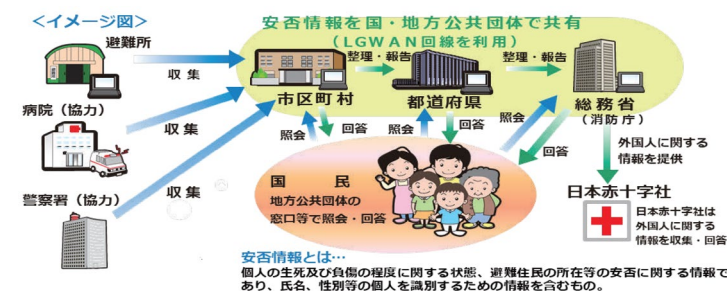 <イメージ図>
安否情報を国・地方公共団体で共有
(LGWAN回線を利用)
避難所
収集
整理・報告
整理・報告
市区町村
都道府県
総務省
(消防庁)
病院(協力)
収集
照会
回答
照会
回答
照会
回答
外国人に関する
情報を提供
警察署(協力)
収集
国民
地方公共団体の
窓口等で照会・回答
日本赤十字社
日本赤十字社は
外国人に関する
情報を収集・回答
安否情報とは…
個人の生死及び負傷の程度に関する状態、避難住民の所在等の安否に関する情報で
あり、氏名、性別等の個人を識別するための情報を含むもの。